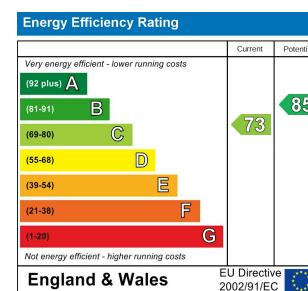 Energy Efficiency Rating
Current Potenti
Very energy efficient - lower running costs
(92 plus) A
(81-91) B
(69-80) C
(55-68) D
(39-54) E
(21-38) F
(1-20) G
73
85
Not energy efficient - higher running costs
England & Wales
EU Directive
2002/91/EC